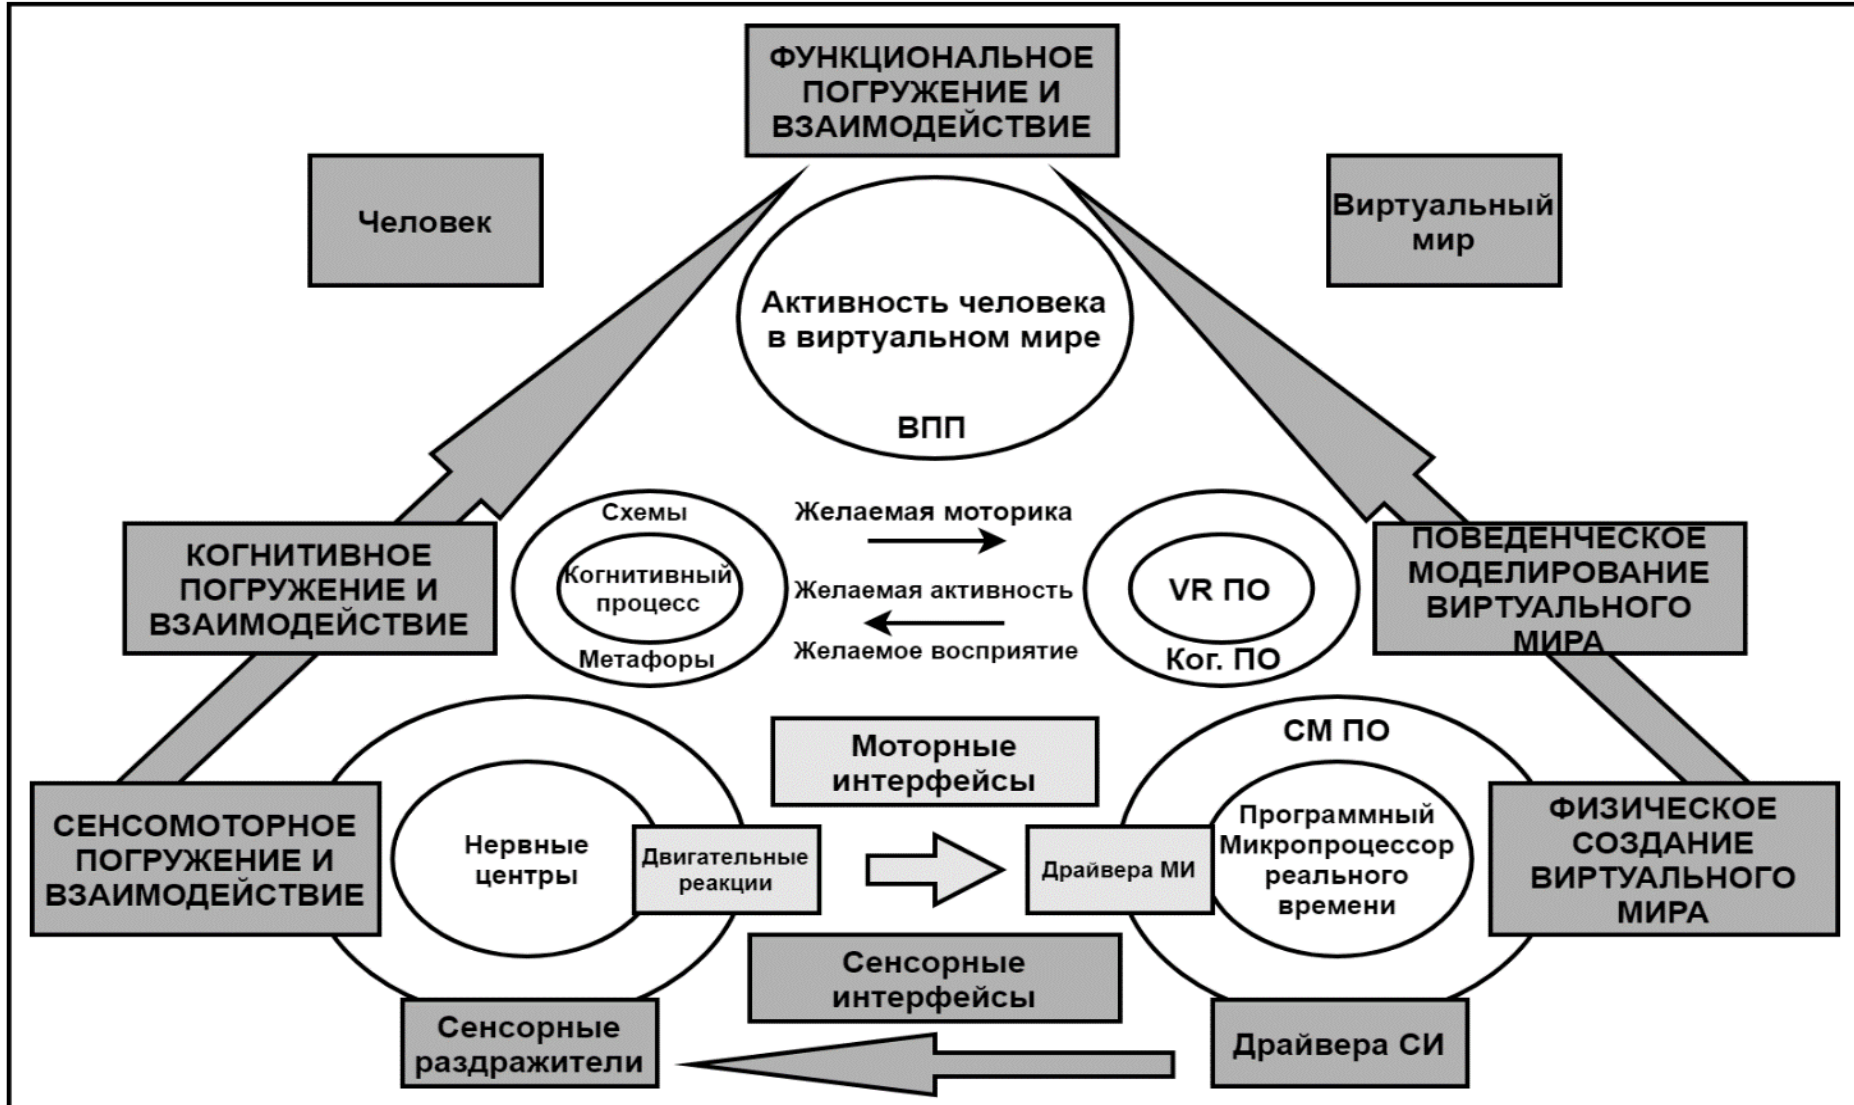 ФУНКЦИОНАЛЬНОЕ
ПОГРУЖЕНИЕ И
ВЗАИМОДЕЙСТВИЕ
Человек
Виртуальный
мир
Активность человека
в виртуальном мире
ВПП
КОГНИТИВНОЕ
ПОГРУЖЕНИЕ И
ВЗАИМОДЕЙСТВИЕ
Схемы
Когнитивный
процесс
Метафоры
Желаемая моторика
Желаемая активность
Желаемое восприятие
VR ПО
Ког. ПО
ПОВЕДЕНЧЕСКОЕ
МОДЕЛИРОВАНИЕ
ВИРТУАЛЬНОГО
МИРА
СЕНСОМОТОРНОЕ
ПОГРУЖЕНИЕ И
ВЗАИМОДЕЙСТВИЕ
Нервные
центры
Двигательные
реакции
Моторные
интерфейсы
Драйвера МИ
СМ ПО
Программный
Микропроцессор
реального
времени
ФИЗИЧЕСКОЕ
СОЗДАНИЕ
ВИРТУАЛЬНОГО
МИРА
Сенсорные
раздражители
Сенсорные
интерфейсы
Драйвера СИ